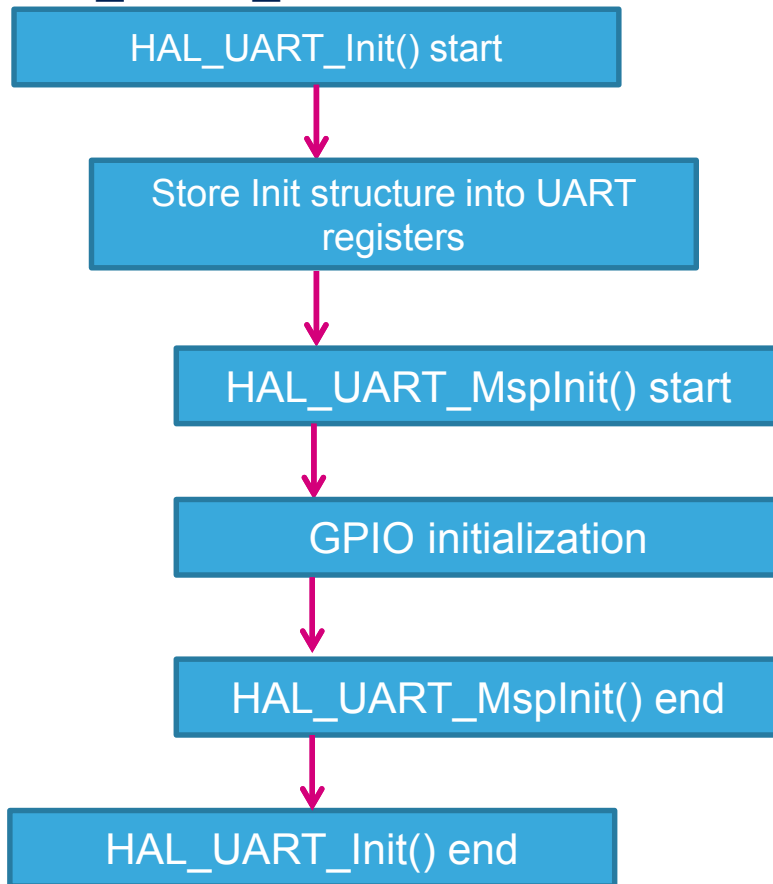 HAL_UART_Init() start
Store Init structure into UART
registers
HAL_UART_MspInit() start
GPIO initialization
HAL_UART_MspInit() end
HAL_UART_Init() end